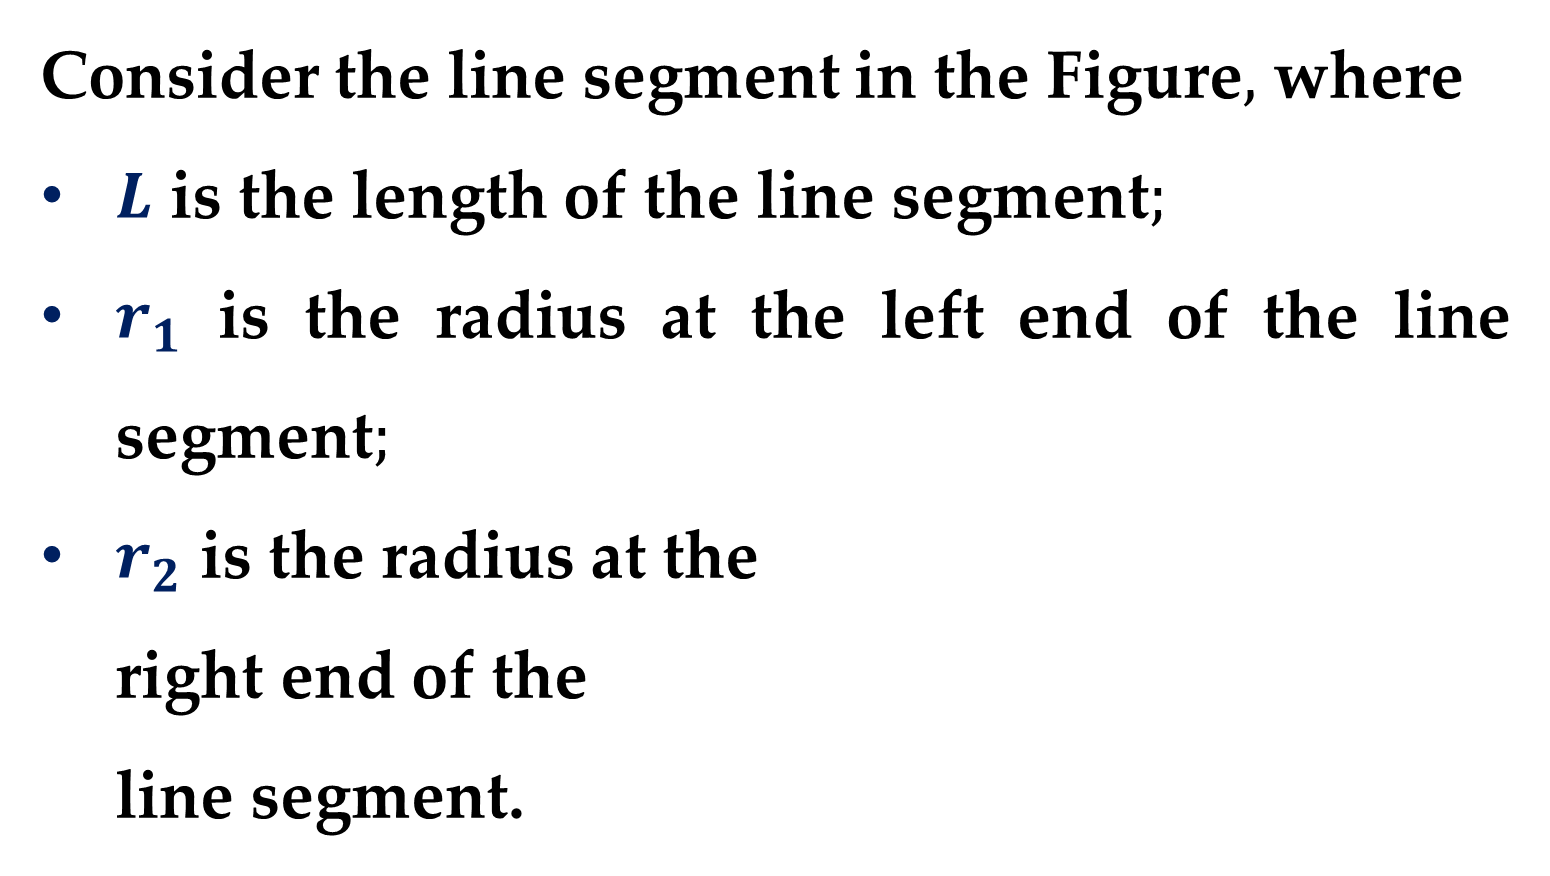 Consider the line segment in the Figure, where
• L is the length of the line segment;
• r₁ is the radius at the left end of the line
segment;
• r₂ is the radius at the
right end of the
line segment.